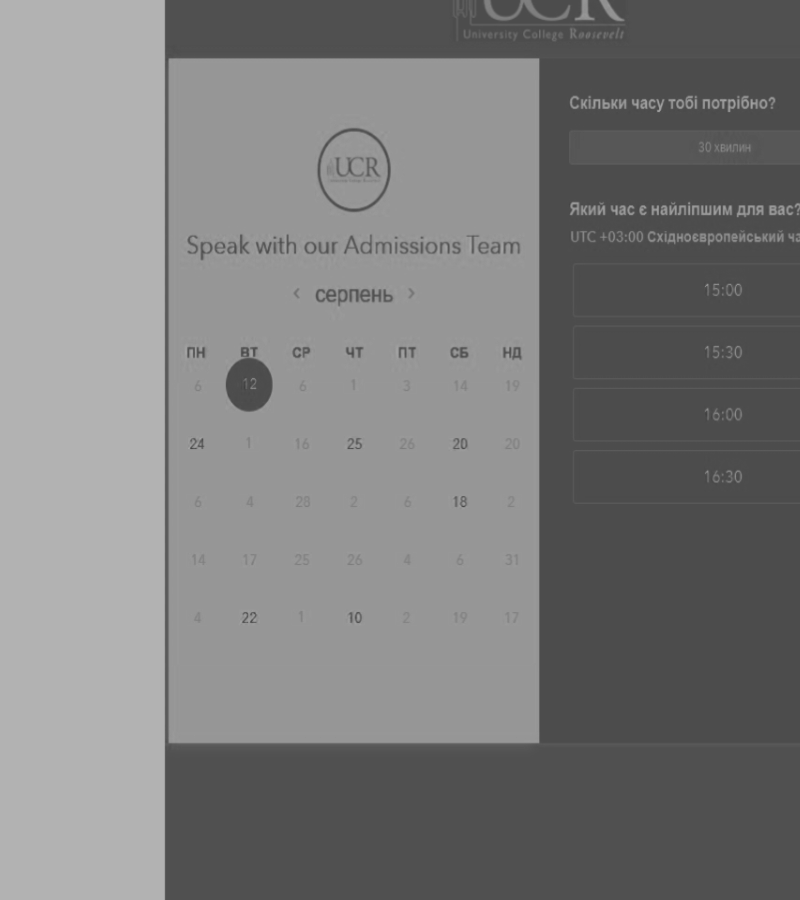 UCR
University College Roosevelt
UCR
Speak with our Admissions Team
< серпень >
ПН ВТ СР ЧТ ПТ СБ НД
6 12 6 1 3 14 19
24 1 16 25 26 20 20
6 4 28 2 6 18 2
14 17 25 26 4 6 31
4 22 1 10 2 19 17
Скільки часу тобі потрібно?
30 хвилин
Який час є найліпшим для вас?
UTC +03:00 Східноєвропейський ча
15:00
15:30
16:00
16:30